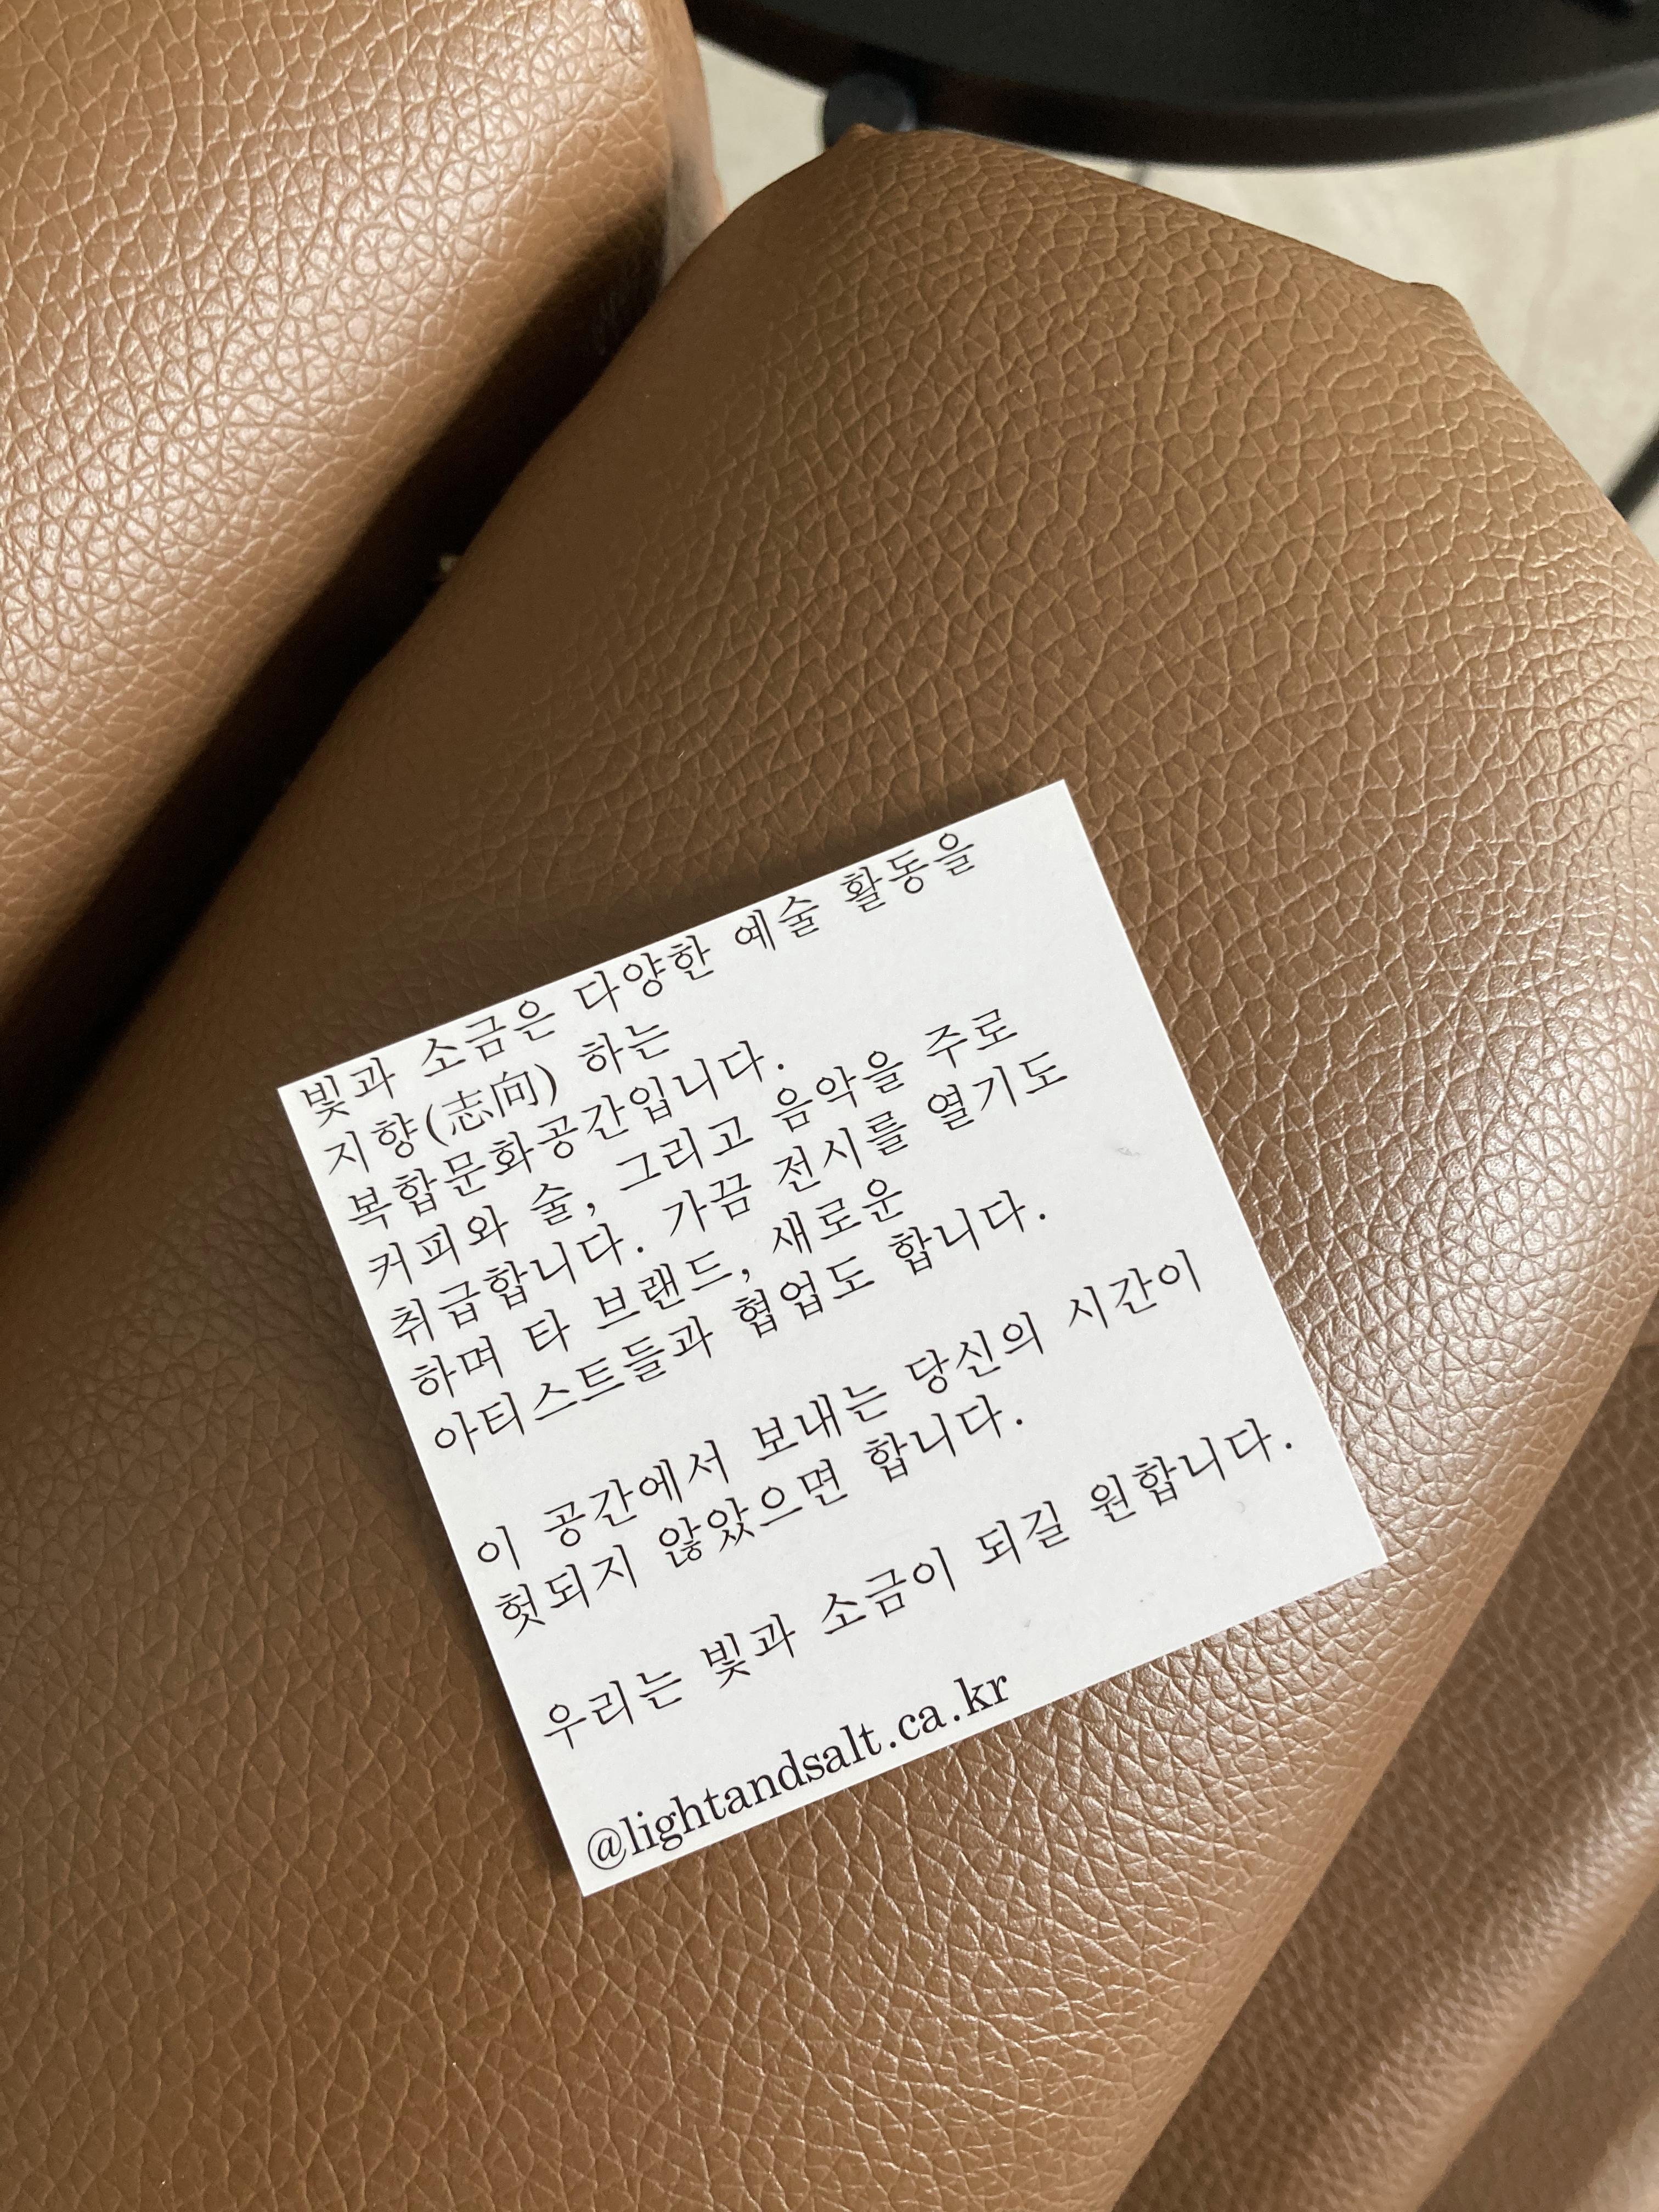 빛과 소금은 다양한 예술 활동을
지향(志向) 하는
복합문화공간입니다.
커피와 술, 그리고 음악을 주로
취급합니다. 가끔 전시를 열기도
하며 타 브랜드, 새로운
아티스트들과 협업도 합니다.
이 공간에서 보내는 당신의 시간이
헛되지 않았으면 합니다.
우리는 빛과 소금이 되길 원합니다.
@lightandsalt.ca.kr